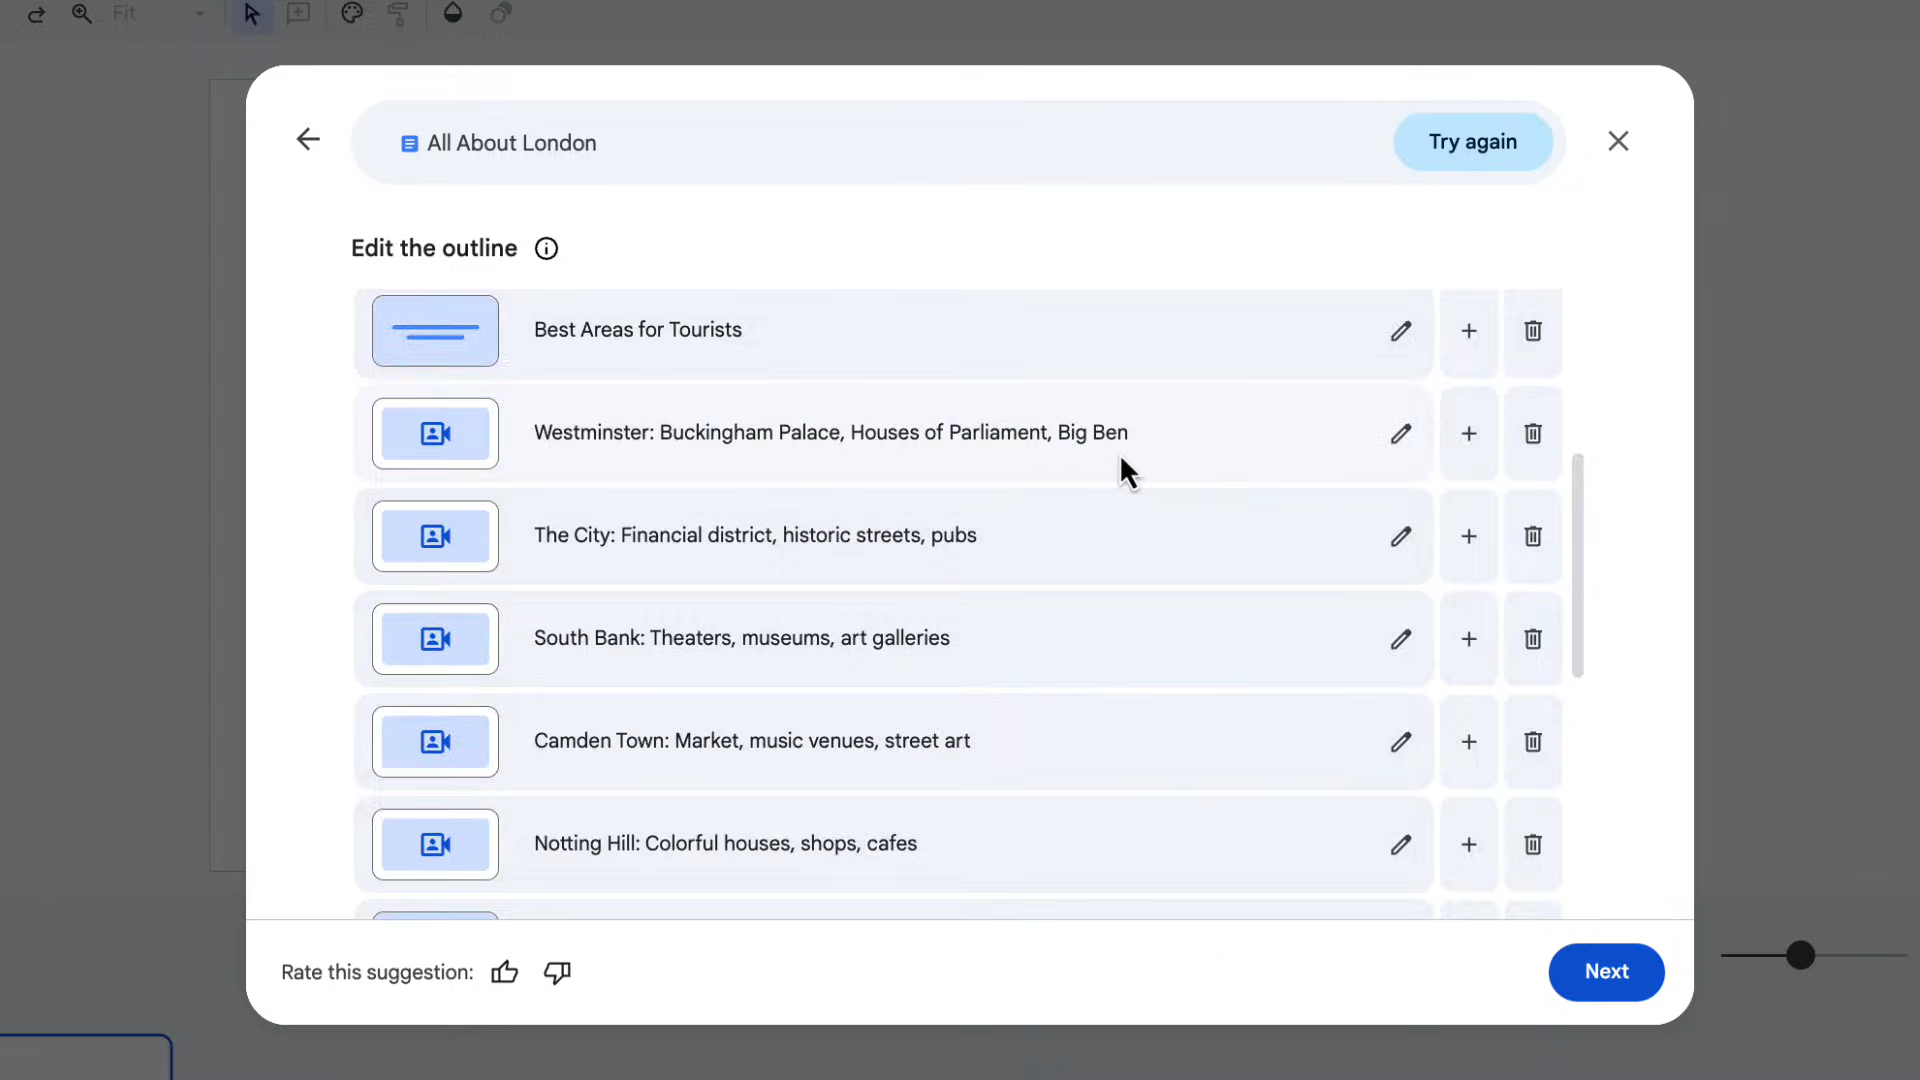 Fit
All About London
Try again
Edit the outline
Best Areas for Tourists
Westminster: Buckingham Palace, Houses of Parliament, Big Ben
The City: Financial district, historic streets, pubs
South Bank: Theaters, museums, art galleries
Camden Town: Market, music venues, street art
Notting Hill: Colorful houses, shops, cafes
Rate this suggestion:
Next